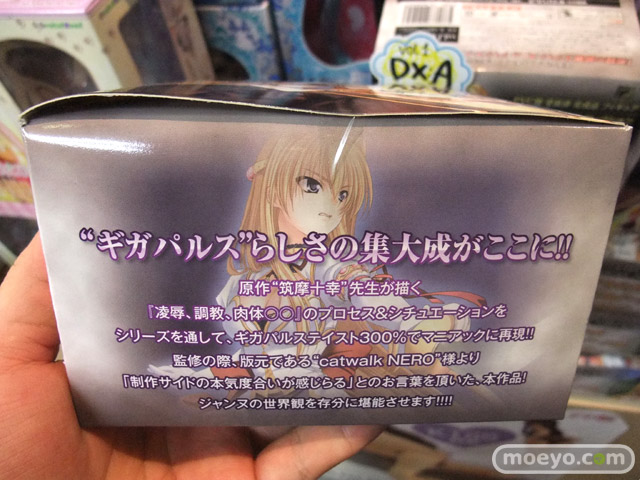 vol.1
DX A
"ギガパルス"らしさの集大成がここに!!
原作"筑摩十幸"先生が描く
『凌辱、調教、肉体○○』のプロセス&シチュエーションを
シリーズを通して、ギガパルステイスト300%でマニアックに再現!!
監修の際、版元である"catwalk NERO"様より
「制作サイドの本気度合いが感じらる」とのお言葉を頂いた、本作品!
ジャンヌの世界観を存分に堪能させます!!!!
moeyo.com